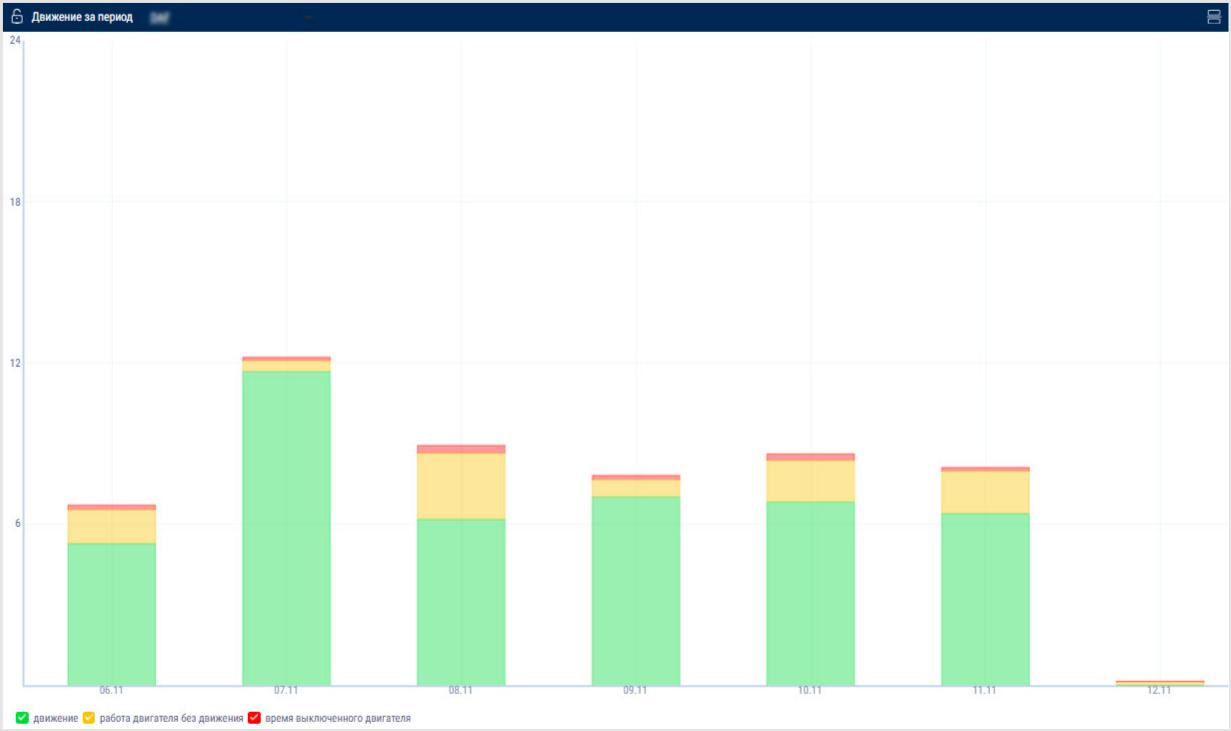 Движение за период
24
18
12
6
06.11 07.11 08.11 09.11 10.11 11.11 12.11
движение работа двигателя без движения время выключенного двигателя